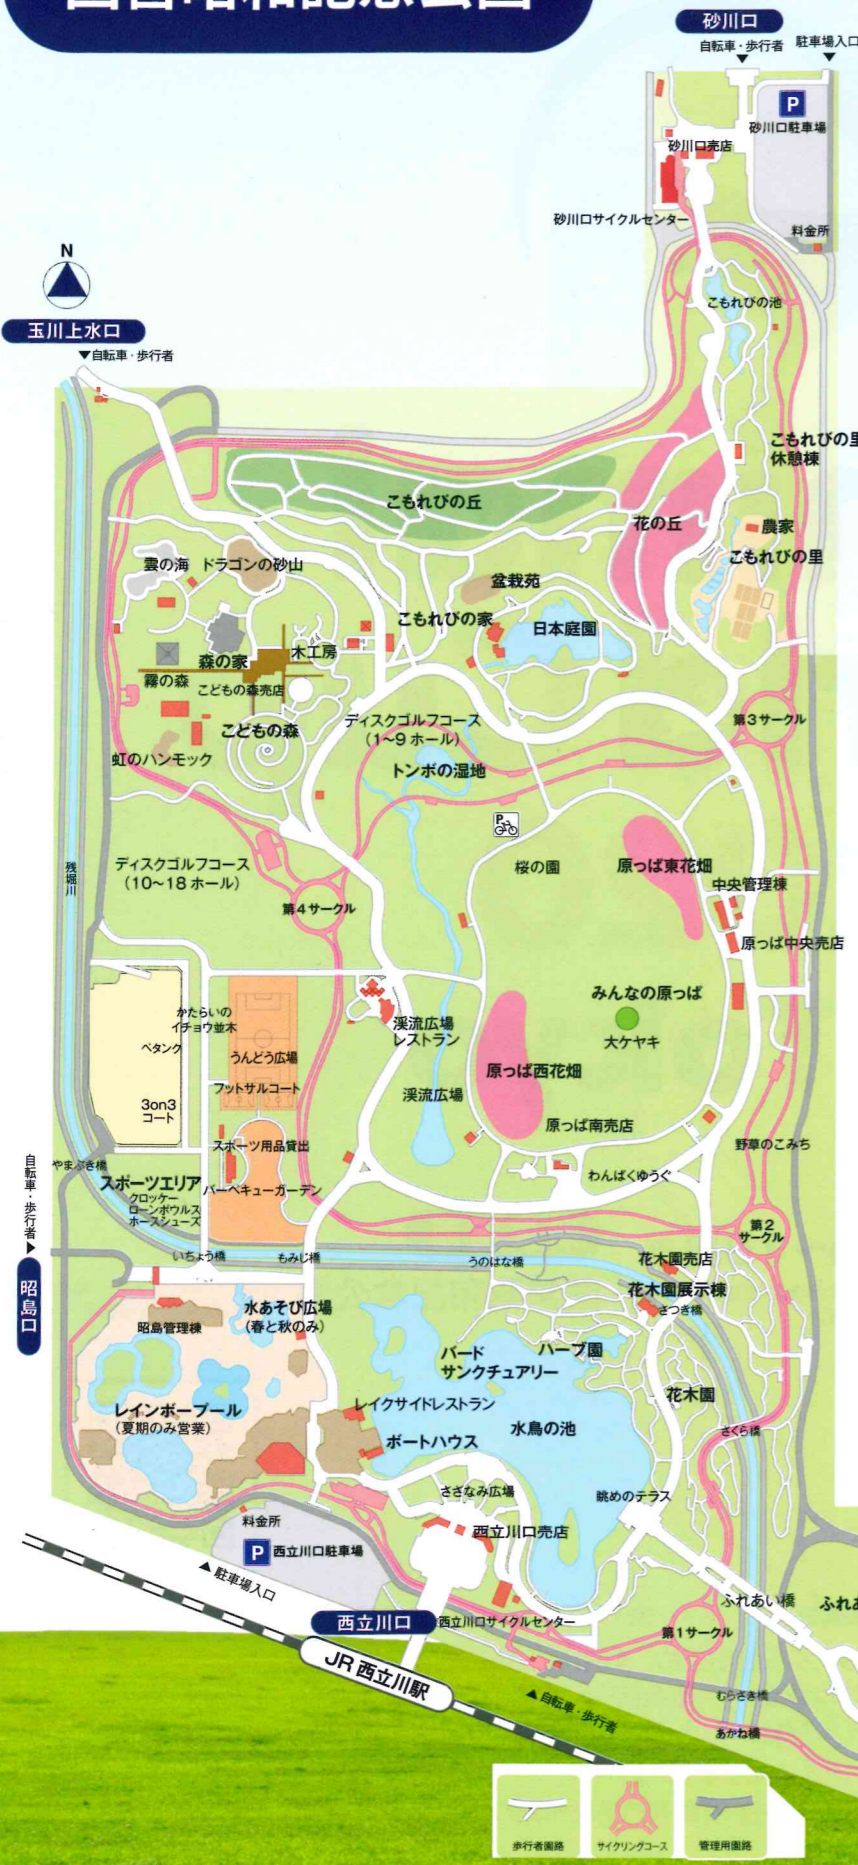 国営昭和記念公園
砂川口
自転車・歩行者
駐車場入口
P
砂川口駐車場
砂川口売店
砂川口サイクルセンター
料金所
N
玉川上水口
自転車・歩行者
こもれびの池
こもれびの里
休憩棟
こもれびの丘
花の丘
農家
こもれびの里
雲の海
ドラゴンの砂山
盆栽苑
こもれびの家
日本庭園
木工房
森の家
霧の森
こどもの森売店
こどもの森
虹のハンモック
ディスクゴルフコース
(1〜9 ホール)
第3サークル
トンボの湿地
P
残堀川
ディスクゴルフコース
(10〜18 ホール)
桜の園
原っぱ東花畑
中央管理棟
第4サークル
原っぱ中央売店
みんなの原っぱ
大ケヤキ
かたらいの
イチョウ並木
ペタンク
うんどう広場
渓流広場
レストラン
原っぱ西花畑
フットサルコート
3on3
コート
渓流広場
原っぱ南売店
スポーツ用品貸出
野草のこみち
自転車・歩行者
やまぶき橋
スポーツエリア
クロッケー
ローンボウルス
ホースシューズ
バーベキューガーデン
わんぱくゆうぐ
第2
サークル
いちょう橋
もみじ橋
うのはな橋
花木園売店
昭島口
花木園展示棟
さつき橋
水あそび広場
(春と秋のみ)
昭島管理棟
バード
サンクチュアリー
ハーブ園
花木園
レインボープール
(夏期のみ営業)
レイクサイドレストラン
水鳥の池
さくら橋
ボートハウス
ささなみ広場
眺めのテラス
料金所
P
西立川口駐車場
西立川口売店
駐車場入口
ふれあい橋
ふれあ
西立川口
西立川口サイクルセンター
第1サークル
JR 西立川駅
自転車・歩行者
むらさき橋
あかね橋
歩行者園路
サイクリングコース
管理用園路